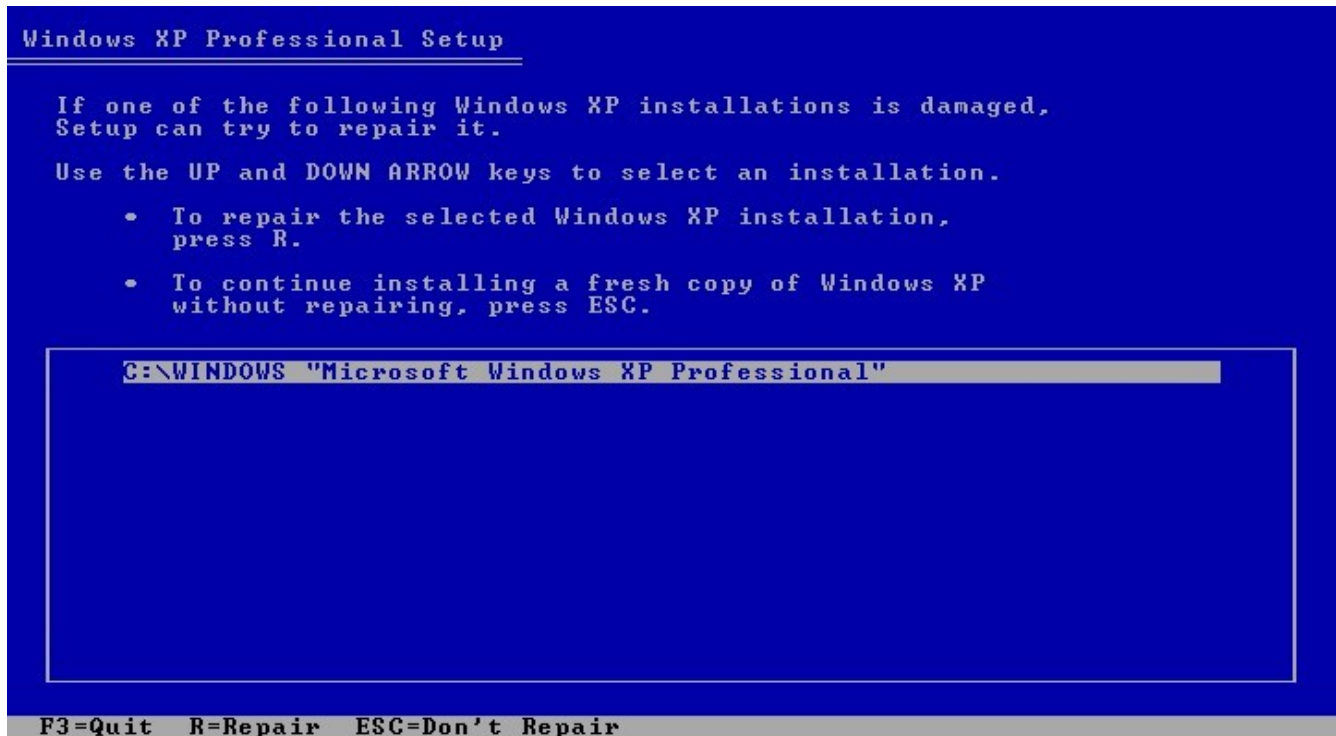 Windows XP Professional Setup
If one of the following Windows XP installations is damaged,
Setup can try to repair it.
Use the UP and DOWN ARROW keys to select an installation.
• To repair the selected Windows XP installation,
press R.
• To continue installing a fresh copy of Windows XP
without repairing, press ESC.
C:\WINDOWS "Microsoft Windows XP Professional"
F3=Quit R=Repair ESC=Don't Repair